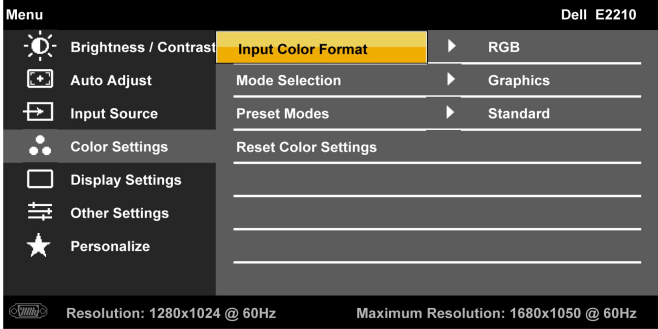 Menu Dell E2210
Brightness / Contrast Input Color Format RGB
Auto Adjust Mode Selection Graphics
Input Source Preset Modes Standard
Color Settings Reset Color Settings
Display Settings
Other Settings
Personalize
Resolution: 1280x1024 @ 60Hz Maximum Resolution: 1680x1050 @ 60Hz